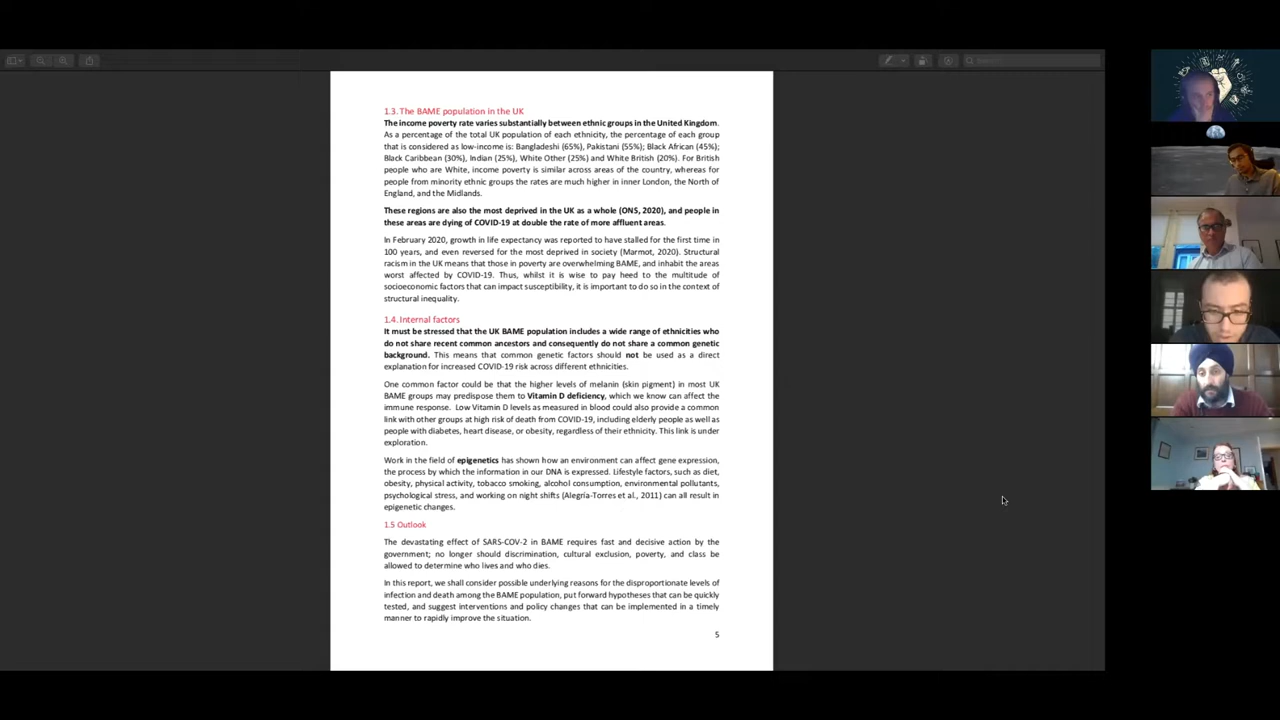 1.3. The BAME population in the UK
The income poverty rate varies substantially between ethnic groups in the United Kingdom.
As a percentage of the total UK population of each ethnicity, the percentage of each group
that is considered as low-income is: Bangladeshi (65%), Pakistani (55%); Black African (45%);
Black Caribbean (30%), Indian (25%), White Other (25%) and White British (20%). For British
people who are White, income poverty is similar across areas of the country, whereas for
people from minority ethnic groups the rates are much higher in inner London, the North of
England, and the Midlands.
These regions are also the most deprived in the UK as a whole (ONS, 2020), and people in
these areas are dying of COVID-19 at double the rate of more affluent areas.
In February 2020, growth in life expectancy was reported to have stalled for the first time in
100 years, and even reversed for the most deprived in society (Marmot, 2020). Structural
racism in the UK means that those in poverty are overwhelming BAME, and inhabit the areas
worst affected by COVID-19. Thus, whilst it is wise to pay heed to the multitude of
socioeconomic factors that can impact susceptibility, it is important to do so in the context of
structural inequality.
1.4. Internal factors
It must be stressed that the UK BAME population includes a wide range of ethnicities who
do not share recent common ancestors and consequently do not share a common genetic
background. This means that common genetic factors should not be used as a direct
explanation for increased COVID-19 risk across different ethnicities.
One common factor could be that the higher levels of melanin (skin pigment) in most UK
BAME groups may predispose them to Vitamin D deficiency, which we know can affect the
immune response. Low Vitamin D levels as measured in blood could also provide a common
link with other groups at high risk of death from COVID-19, including elderly people as well as
people with diabetes, heart disease, or obesity, regardless of their ethnicity. This link is under
exploration.
Work in the field of epigenetics has shown how an environment can affect gene expression,
the process by which the information in our DNA is expressed. Lifestyle factors, such as diet,
obesity, physical activity, tobacco smoking, alcohol consumption, environmental pollutants,
psychological stress, and working on night shifts (Alegría-Torres et al., 2011) can all result in
epigenetic changes.
1.5 Outlook
The devastating effect of SARS-COV-2 in BAME requires fast and decisive action by the
government; no longer should discrimination, cultural exclusion, poverty, and class be
allowed to determine who lives and who dies.
In this report, we shall consider possible underlying reasons for the disproportionate levels of
infection and death among the BAME population, put forward hypotheses that can be quickly
tested, and suggest interventions and policy changes that can be implemented in a timely
manner to rapidly improve the situation.
5